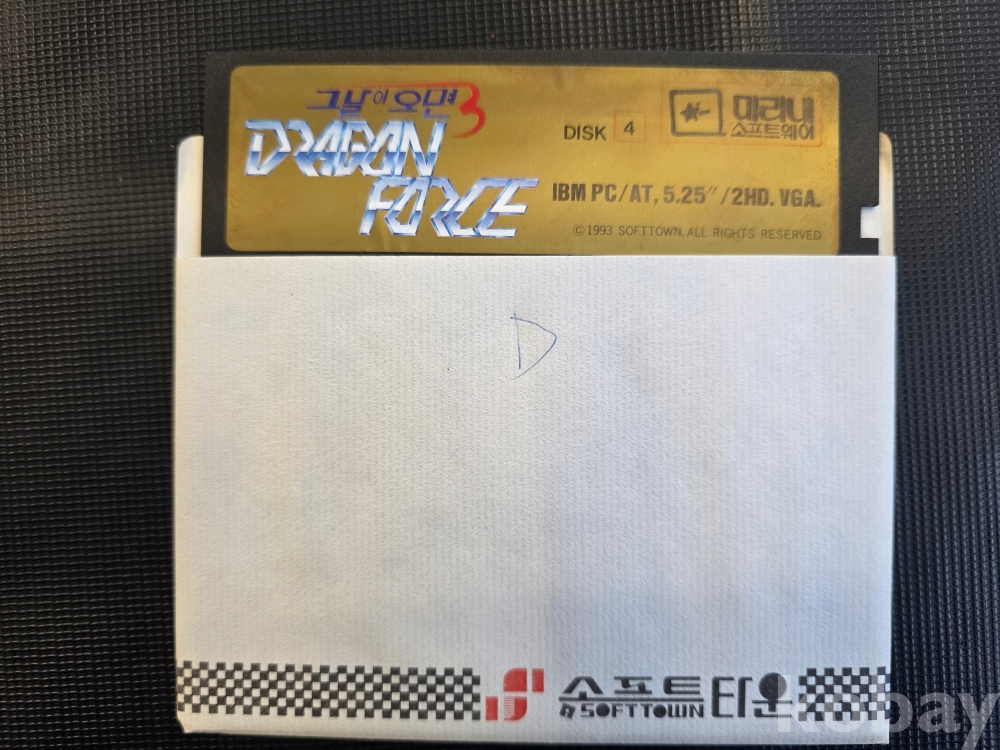 그날이 오면 3
DRAGON
FORCE
DISK 4
미리내
소프트웨어
IBM PC/AT, 5.25″/2HD. VGA.
© 1993 SOFTTOWN, ALL RIGHTS RESERVED
D
소프트타운
SOFTTOWN
kobay